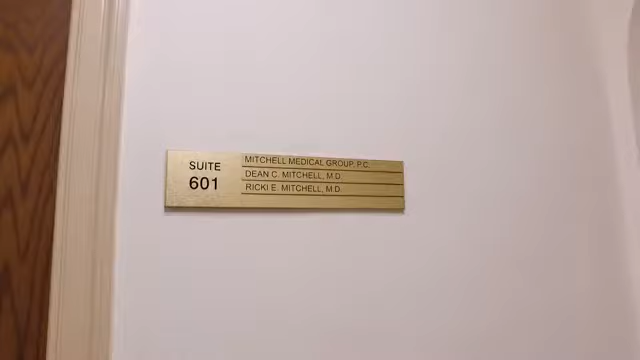 SUITE
601
MITCHELL MEDICAL GROUP, P.C.
DEAN C. MITCHELL, M.D.
RICKI E. MITCHELL, M.D.